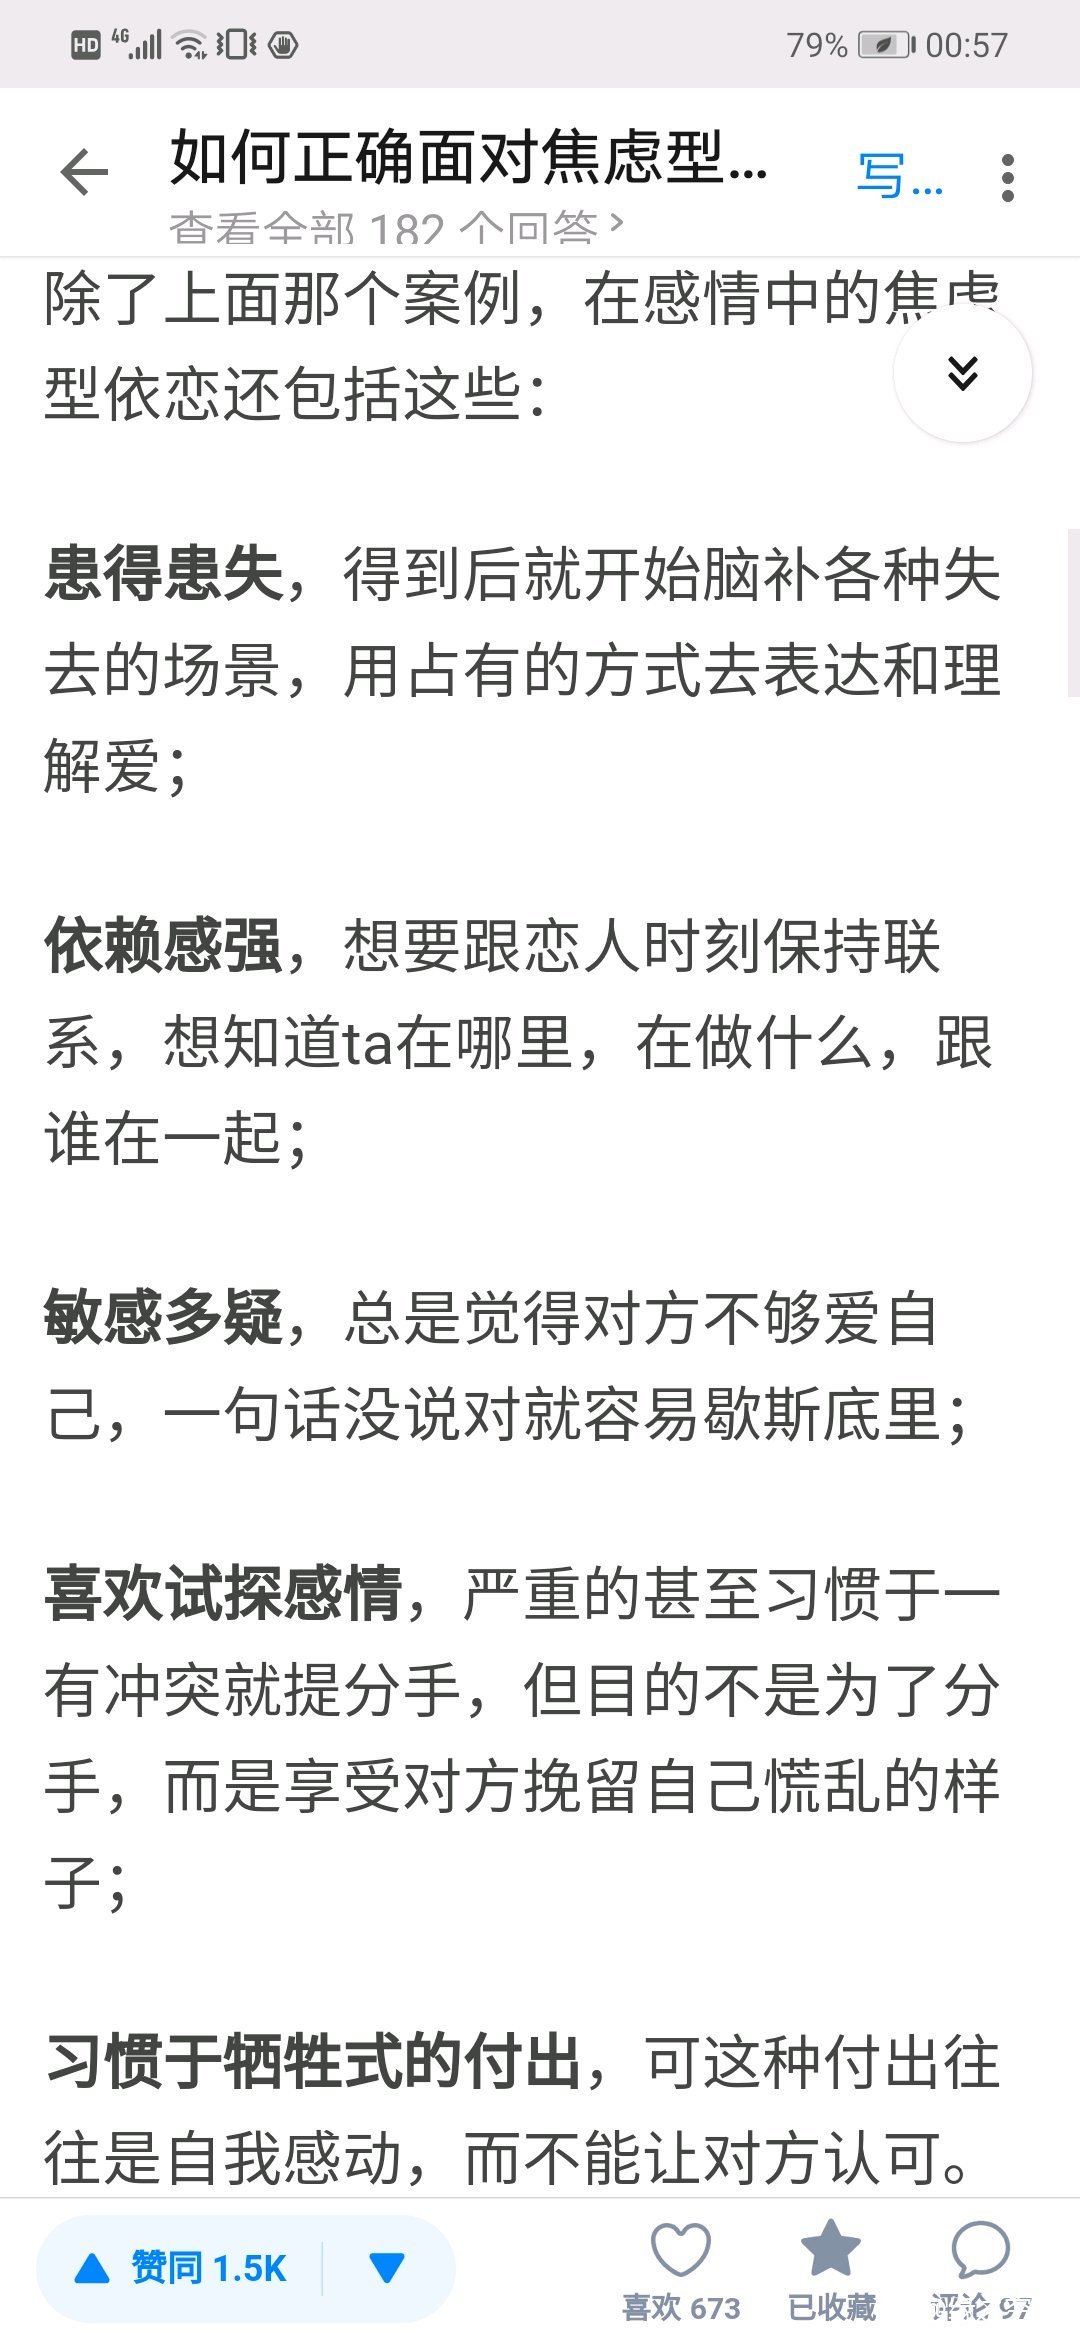 HD 4G 79% 00:57
如何正确面对焦虑型... 写...
查看全部 182 个回答 >
除了上面那个案例，在感情中的焦虑
型依恋还包括这些：
患得患失，得到后就开始脑补各种失
去的场景，用占有的方式去表达和理
解爱；
依赖感强，想要跟恋人时刻保持联
系，想知道ta在哪里，在做什么，跟
谁在一起；
敏感多疑，总是觉得对方不够爱自
己，一句话没说对就容易歇斯底里；
喜欢试探感情，严重的甚至习惯于一
有冲突就提分手，但目的不是为了分
手，而是享受对方挽留自己慌乱的样
子；
习惯于牺牲式的付出，可这种付出往
往是自我感动，而不能让对方认可。
赞同 1.5K
喜欢 673 已收藏 评论 97